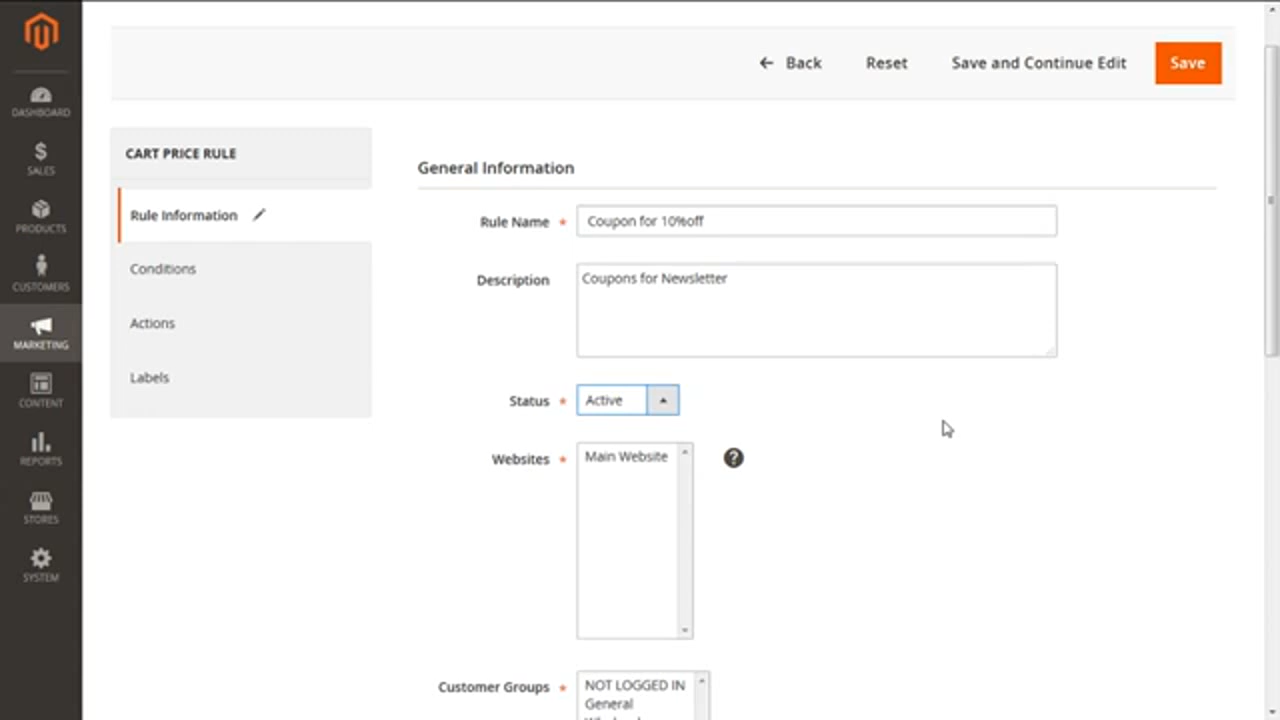 Back Reset Save and Continue Edit Save
DASHBOARD
SALES
PRODUCTS
CUSTOMERS
MARKETING
CONTENT
REPORTS
STORES
SYSTEM
CART PRICE RULE
Rule Information
Conditions
Actions
Labels
General Information
Rule Name * Coupon for 10%off
Description Coupons for Newsletter
Status * Active
Websites * Main Website ?
Customer Groups * NOT LOGGED IN
General